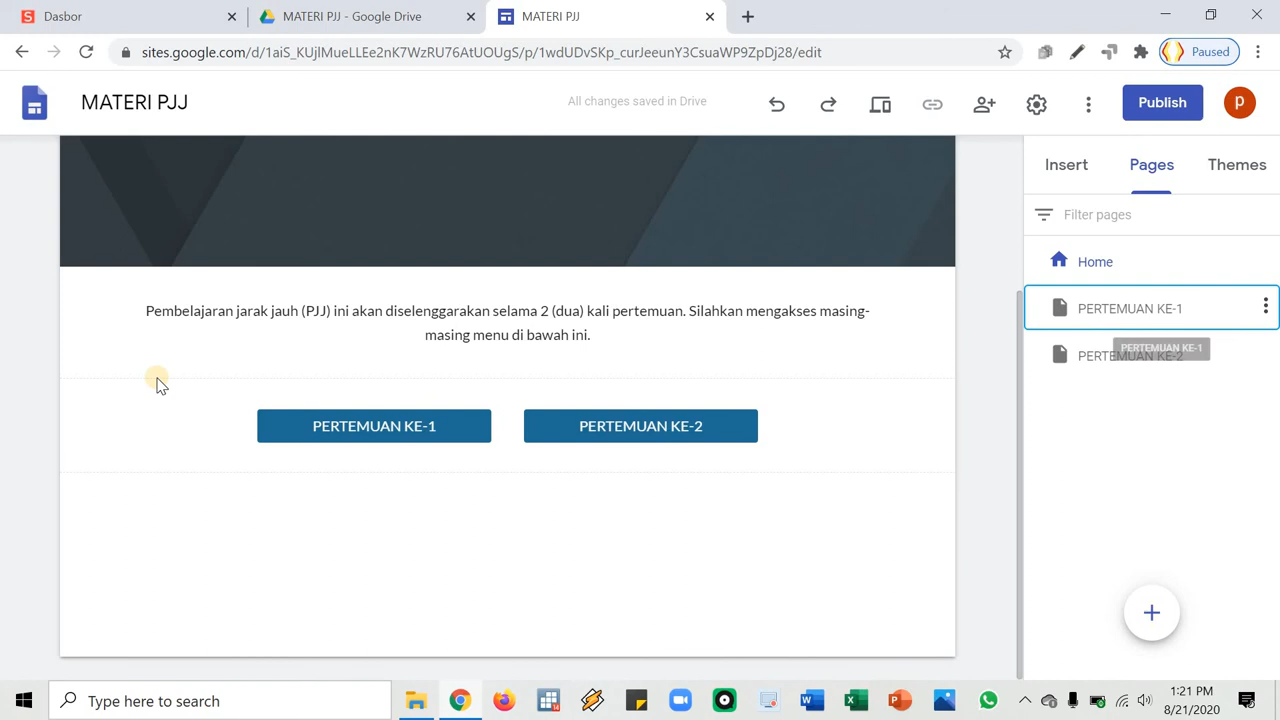 Dasbor
MATERI PJJ - Google Drive
MATERI PJJ
sites.google.com/d/1aiS_KUjlMueLLEe2nK7WzRU76AtUOUgS/p/1wdUDvSKp_curJeeunY3CsuaWP9ZpDj28/edit
Paused
MATERI PJJ
All changes saved in Drive
Publish
p
Insert
Pages
Themes
Filter pages
Home
PERTEMUAN KE-1
PERTEMUAN KE-1
PERTEMUAN KE-2
Pembelajaran jarak jauh (PJJ) ini akan diselenggarakan selama 2 (dua) kali pertemuan. Silahkan mengakses masing-
masing menu di bawah ini.
PERTEMUAN KE-1
PERTEMUAN KE-2
Type here to search
1:21 PM
8/21/2020